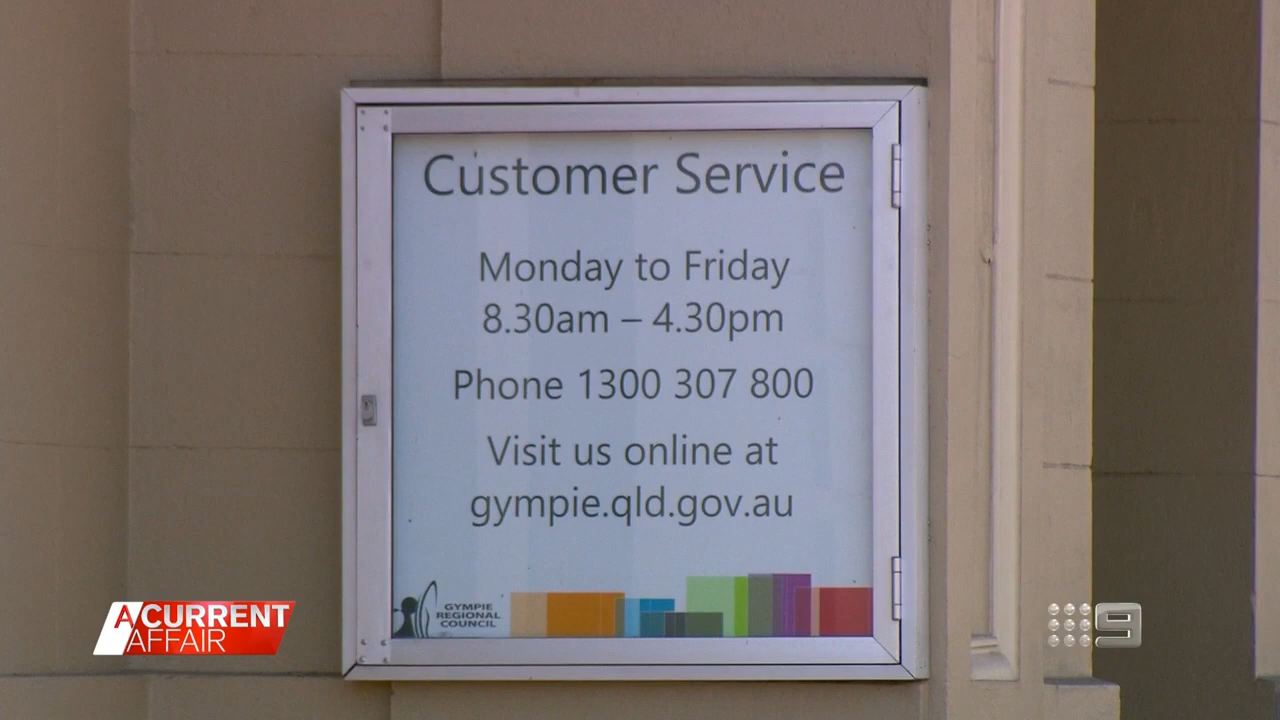 Customer Service
Monday to Friday
8.30am – 4.30pm
Phone 1300 307 800
Visit us online at
gympie.qld.gov.au
GYMPIE
REGIONAL
COUNCIL
A CURRENT
AFFAIR
9